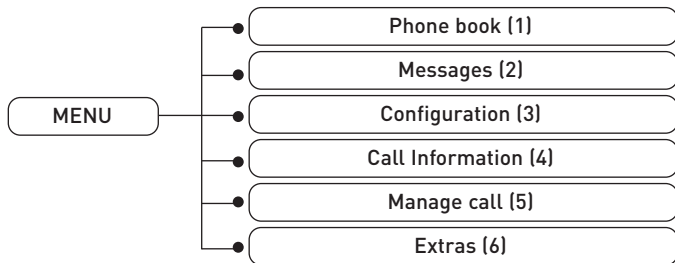 Phone book (1)
Messages (2)
MENU
Configuration (3)
Call Information (4)
Manage call (5)
Extras (6)